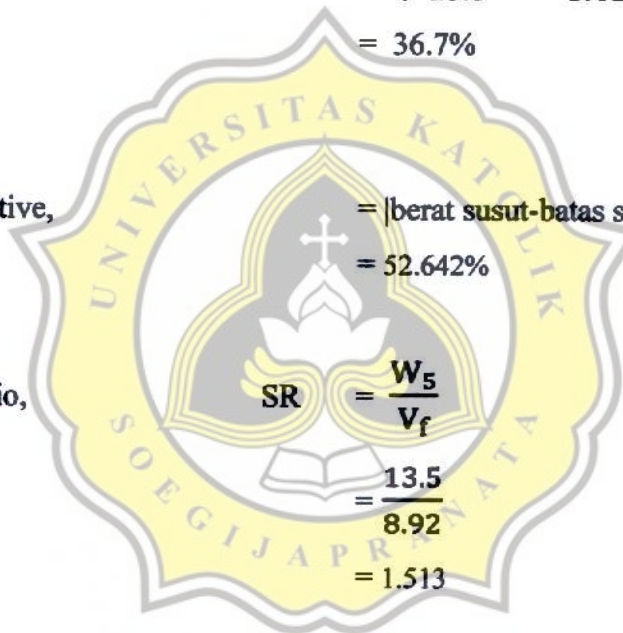 = 36.7%
tive,
= |berat susut-batas s
= 52.642%
io,
SR = W₅ / V_f
= 13.5 / 8.92
= 1.513
UNIVERSITAS KATOLIK
SOEGIJAPRANATA